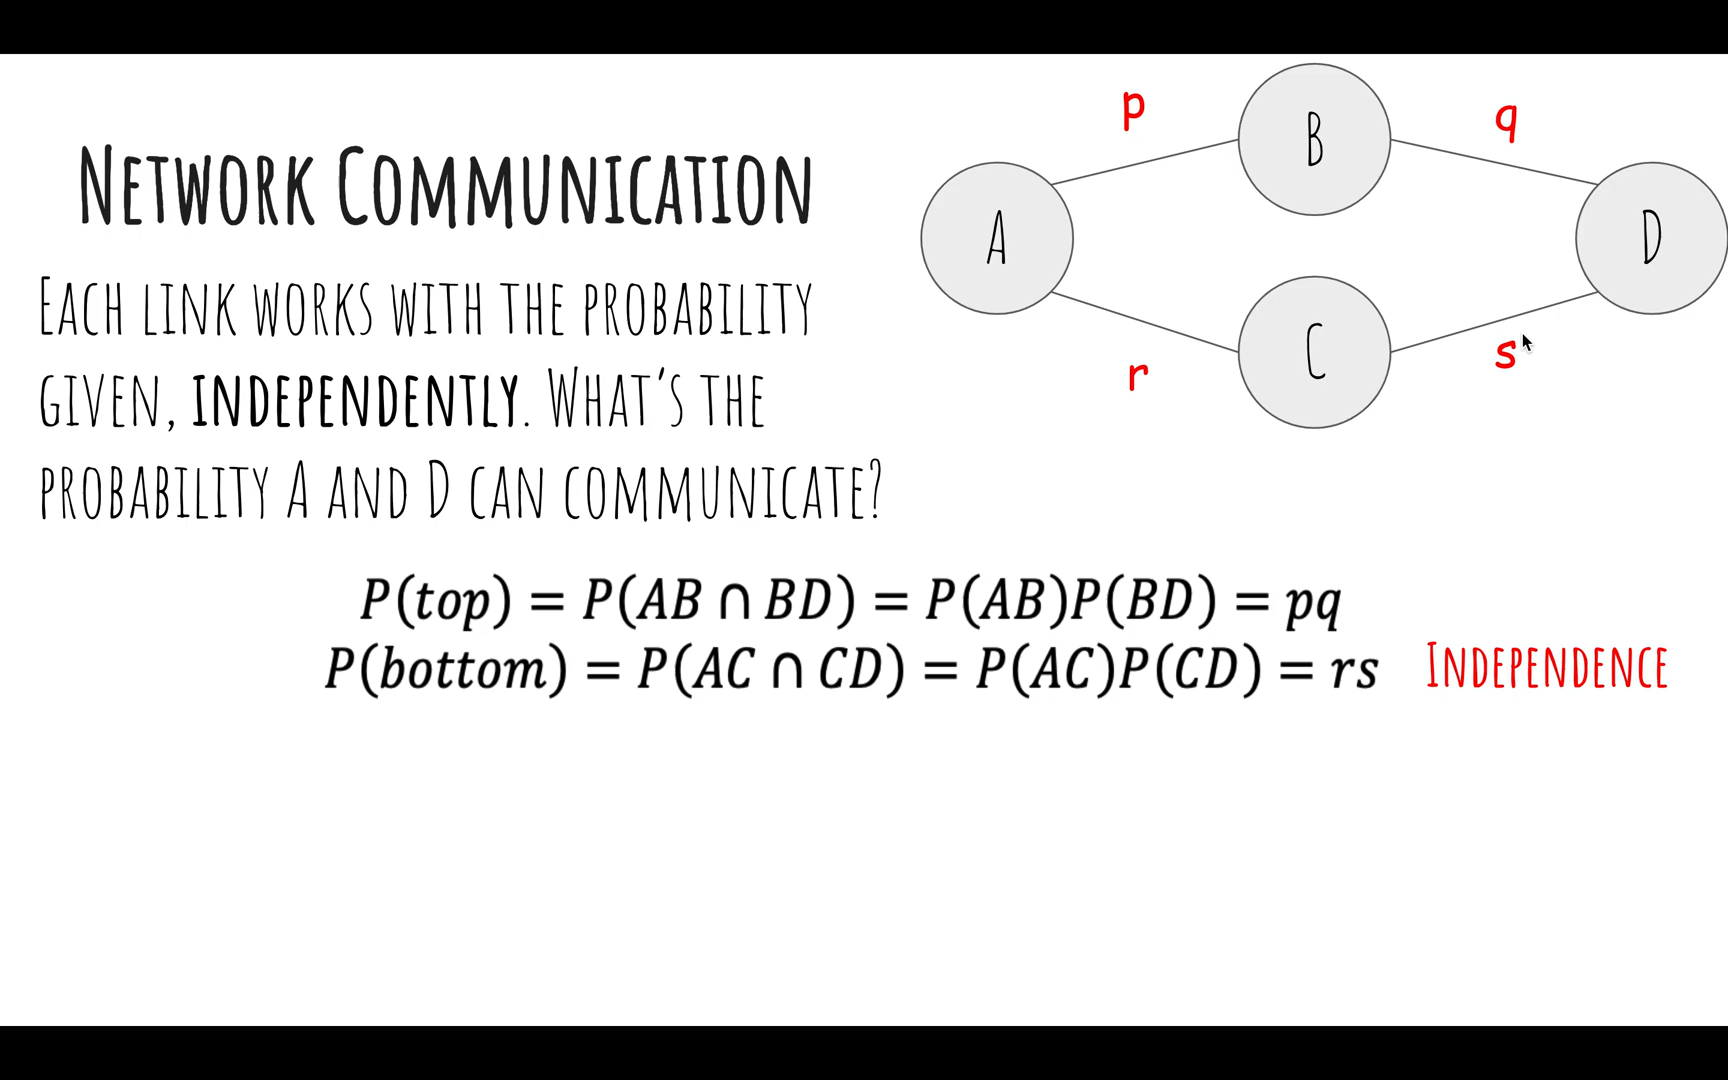 NETWORK COMMUNICATION
EACH LINK WORKS WITH THE PROBABILITY
GIVEN, INDEPENDENTLY. WHAT'S THE
PROBABILITY A AND D CAN COMMUNICATE?
p
B
q
A
D
r
C
s
P(top) = P(AB ∩ BD) = P(AB)P(BD) = pq
P(bottom) = P(AC ∩ CD) = P(AC)P(CD) = rs
INDEPENDENCE